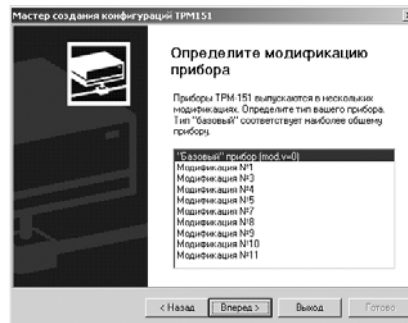 Мастер создания конфигураций ТРМ151
Определите модификацию
прибора
Приборы ТРМ-151 выпускаются в нескольких
модификациях. Определите тип вашего прибора.
Тип "базовый" соответствует наиболее общему
прибору.
"Базовый" прибор (mod.v=0)
Модификация №1
Модификация №3
Модификация №4
Модификация №5
Модификация №7
Модификация №8
Модификация №9
Модификация №10
Модификация №11
< Назад
Вперед >
Выход
Готово